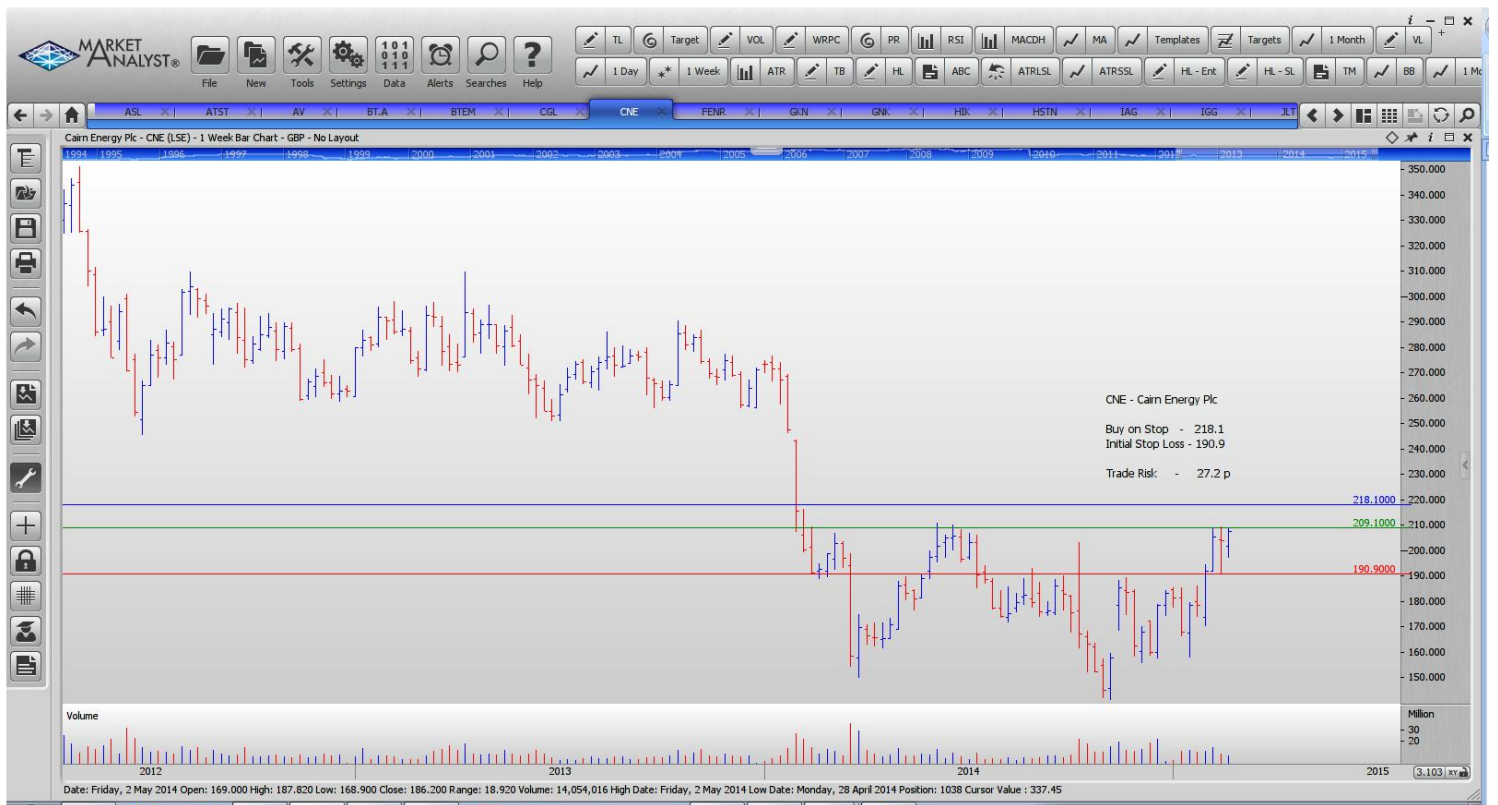 MARKET
ANALYST®
File New Tools Settings Data Alerts Searches Help
TL Target VOL WRPC PR RSI MACDH MA Templates Targets 1 Month VL
1 Day 1 Week ATR TB HL ABC ATRLSL ATRSSL HL - Ent HL - SL TM BB
ASL ATST AV BT.A BTEM CGL CNE FENR GKN GNK HIK HSTN IAG IGG JLT
Cairn Energy Plc - CNE (LSE) - 1 Week Bar Chart - GBP - No Layout
1994 1995 1996 1997 1998 1999 2000 2001 2002 2003 2004 2005 2006 2007 2008 2009 2010 2011 2012 2013 2014 2015
350.000
340.000
330.000
320.000
310.000
300.000
290.000
280.000
270.000
260.000
CNE - Cairn Energy Plc
250.000
Buy on Stop - 218.1
Initial Stop Loss - 190.9
240.000
Trade Risk - 27.2 p
230.000
218.1000
220.000
209.1000
210.000
200.000
190.9000
190.000
180.000
170.000
160.000
150.000
Volume
Million
30
20
2012 2013 2014 2015
3.103 XY
Date: Friday, 2 May 2014 Open: 169.000 High: 187.820 Low: 168.900 Close: 186.200 Range: 18.920 Volume: 14,054,016 High Date: Friday, 2 May 2014 Low Date: Monday, 28 April 2014 Position: 1038 Cursor Value : 337.45